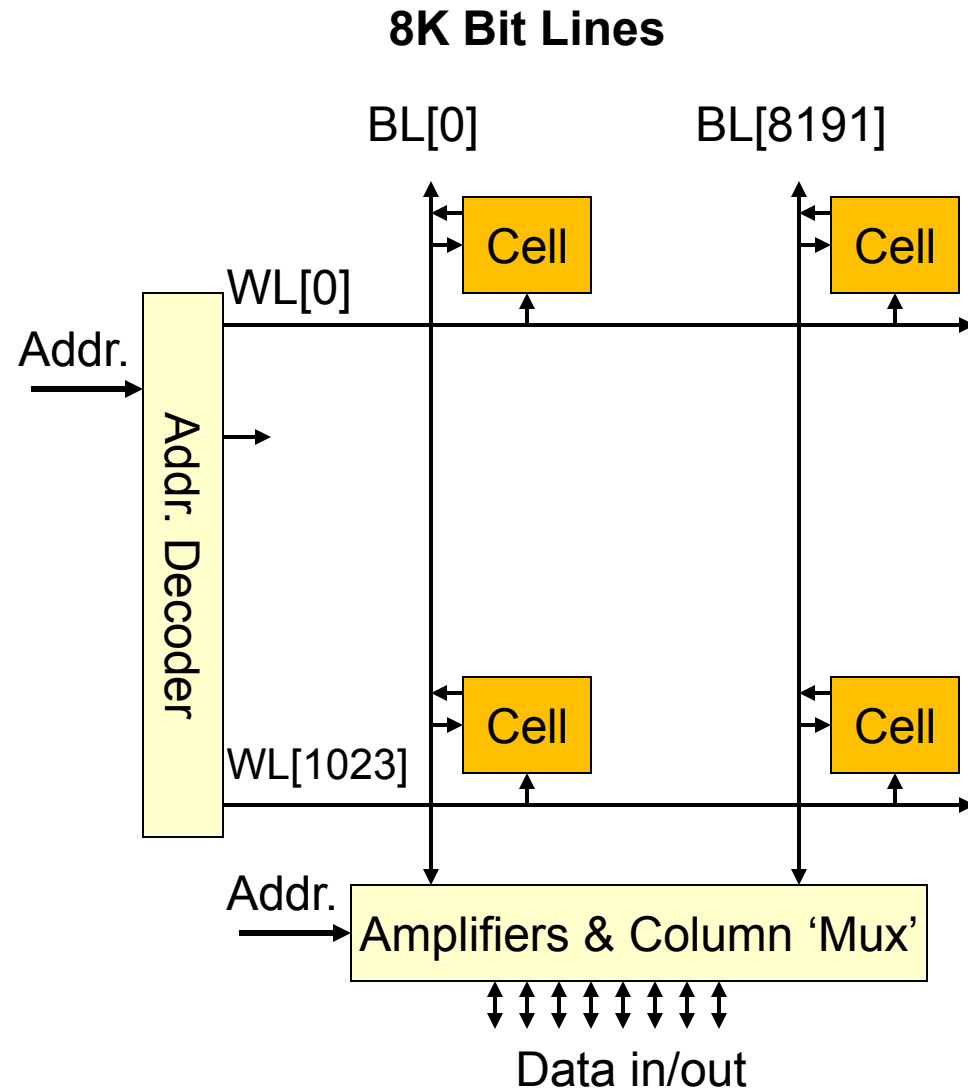 8K Bit Lines
BL[0] BL[8191]
Cell Cell
WL[0]
Addr.
Addr. Decoder
Cell Cell
WL[1023]
Addr.
Amplifiers & Column ‘Mux’
Data in/out